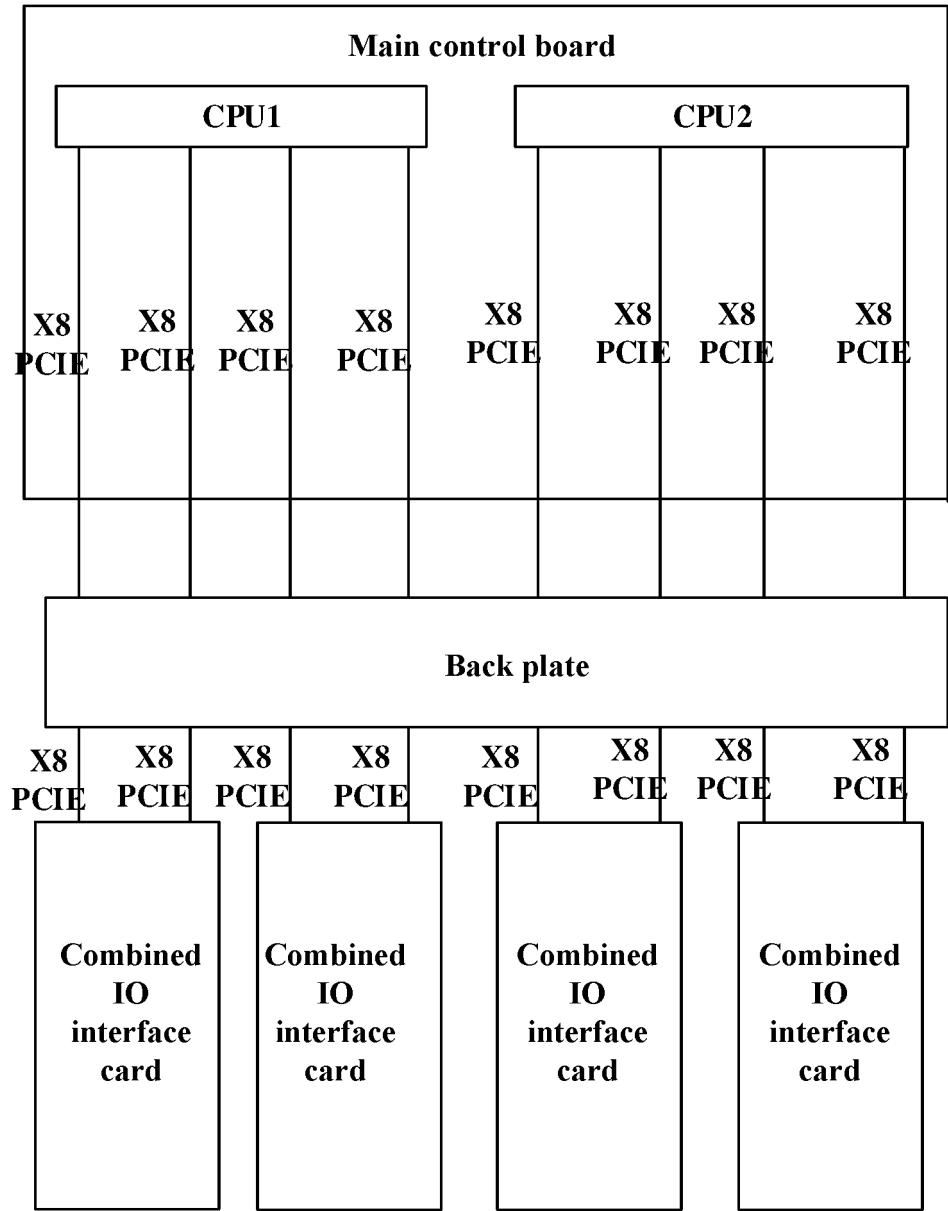 Main control board
CPU1
CPU2
X8
PCIE
X8
PCIE
X8
PCIE
X8
PCIE
X8
PCIE
X8
PCIE
X8
PCIE
X8
PCIE
Back plate
X8
PCIE
X8
PCIE
X8
PCIE
X8
PCIE
X8
PCIE
X8
PCIE
X8
PCIE
X8
PCIE
Combined
IO
interface
card
Combined
IO
interface
card
Combined
IO
interface
card
Combined
IO
interface
card